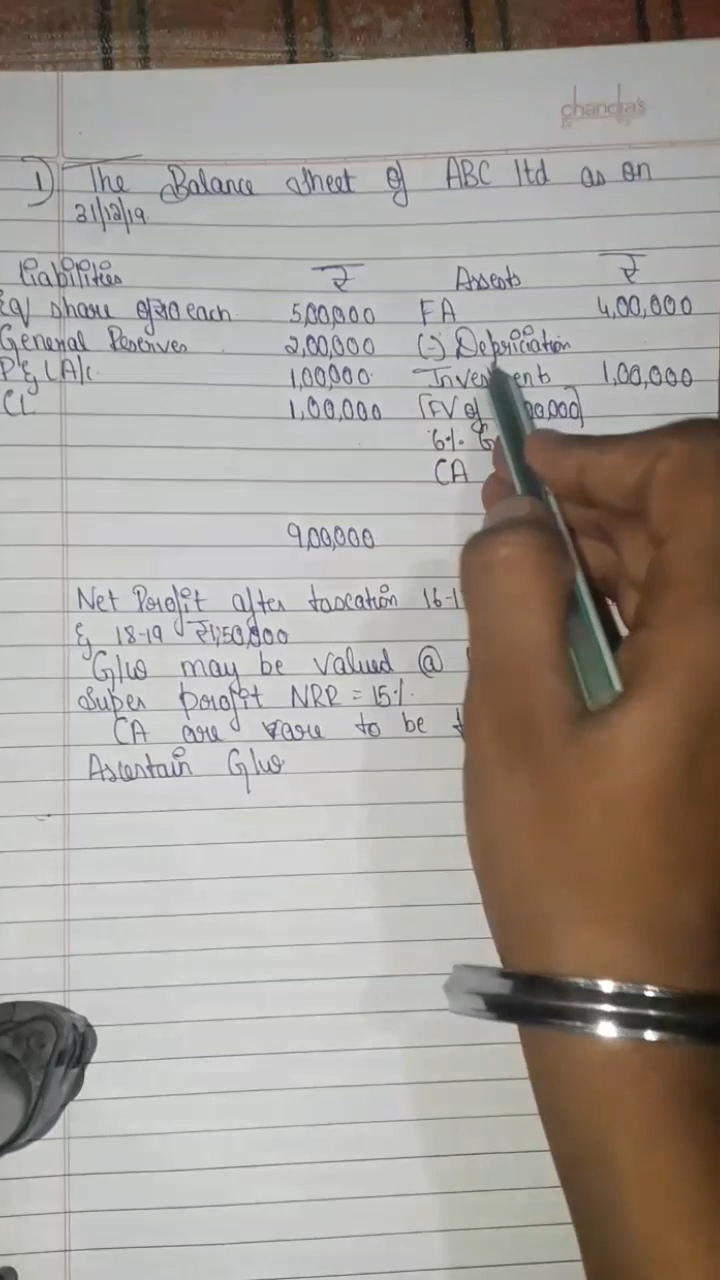 chandra's
1) The Balance sheet of ABC ltd as on
31/12/19
Liabilities ₹ Assests ₹
Eq share of ₹10 each 5,00,000 FA 4,00,000
General Reserves 2,00,000 (-) Depriciation
P&L A/c 1,00,000 Investments 1,00,000
CL 1,00,000 [FV of
6%
CA
9,00,000
Net Profit after taxcation 16-1
& 18-19 ₹1,50,000
G/w may be valued @
super profit NRR = 15%.
CA are to be
Ascertain G/w